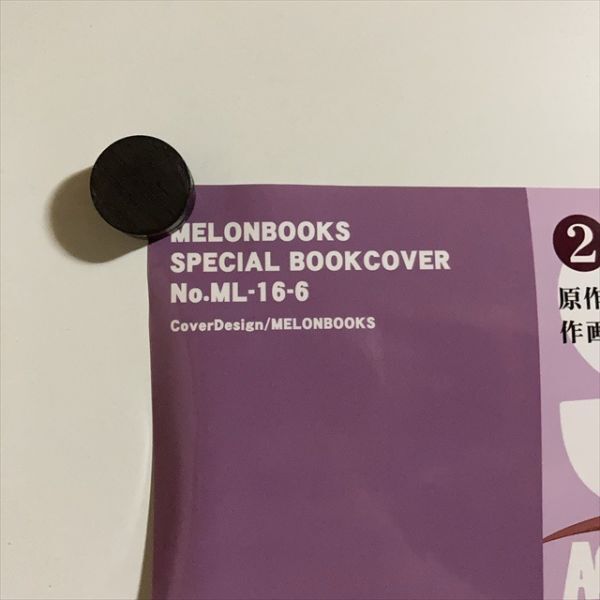 MELONBOOKS
SPECIAL BOOKCOVER
No.ML-16-6
CoverDesign/MELONBOOKS
2
原作
作画